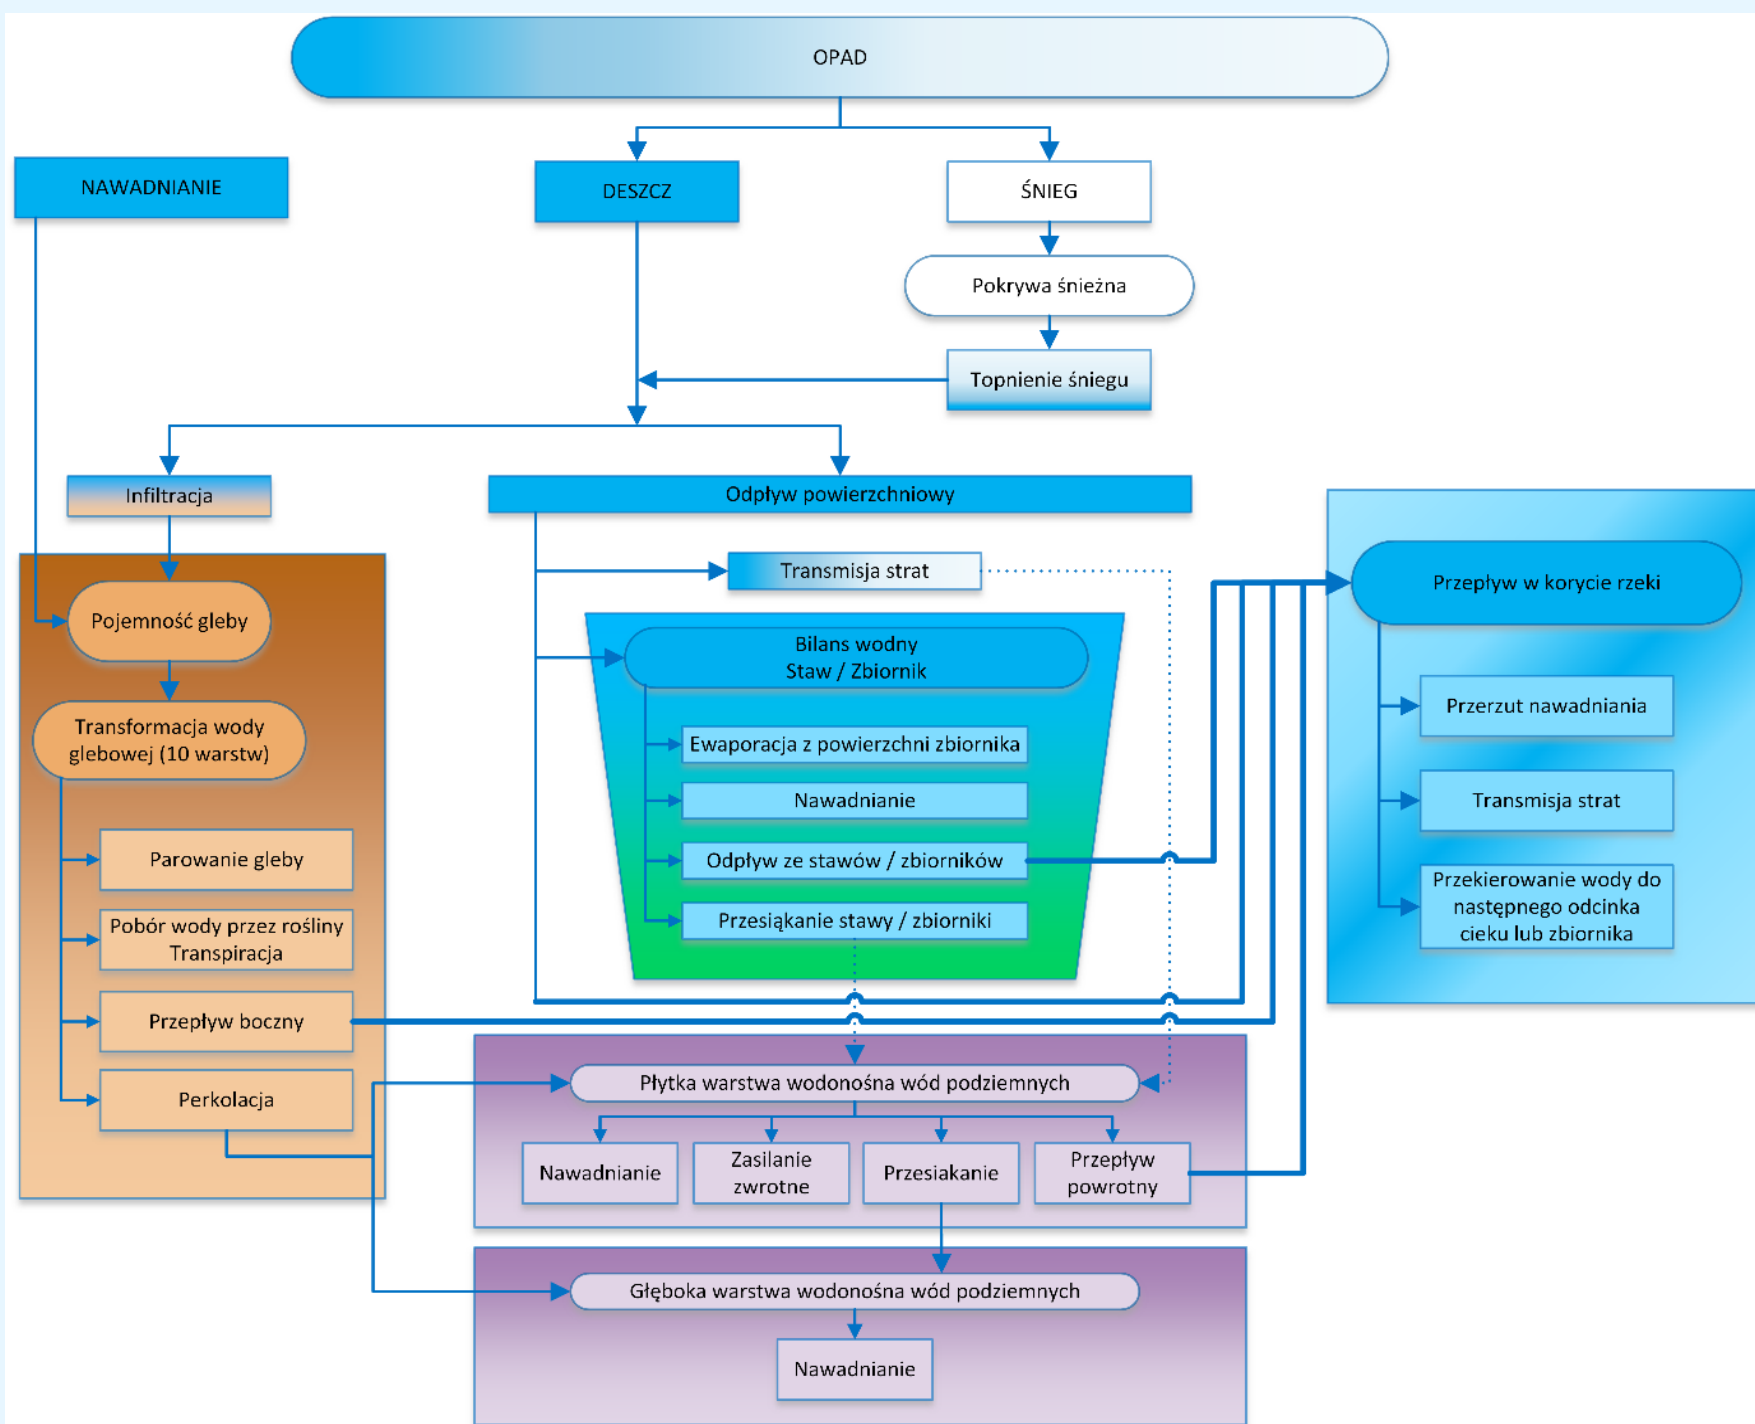 OPAD
NAWADNIANIE
DESZCZ
ŚNIEG
Pokrywa śnieżna
Topnienie śniegu
Infiltracja
Odpływ powierzchniowy
Pojemność gleby
Transformacja wody
glebowej (10 warstw)
Parowanie gleby
Pobór wody przez rośliny
Transpiracja
Przepływ boczny
Perkolacja
Transmisja strat
Bilans wodny
Staw / Zbiornik
Ewaporacja z powierzchni zbiornika
Nawadnianie
Odpływ ze stawów / zbiorników
Przesiąkanie stawy / zbiorniki
Przepływ w korycie rzeki
Przerzut nawadniania
Transmisja strat
Przekierowanie wody do
następnego odcinka
cieku lub zbiornika
Płytka warstwa wodonośna wód podziemnych
Nawadnianie
Zasilanie
zwrotne
Przesiakanie
Przepływ
powrotny
Głęboka warstwa wodonośna wód podziemnych
Nawadnianie